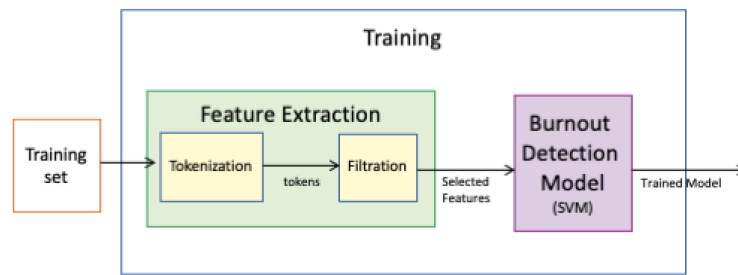 Training
Feature Extraction
Training
set
Tokenization
tokens
Filtration
Selected
Features
Burnout
Detection
Model
(SVM)
Trained Model